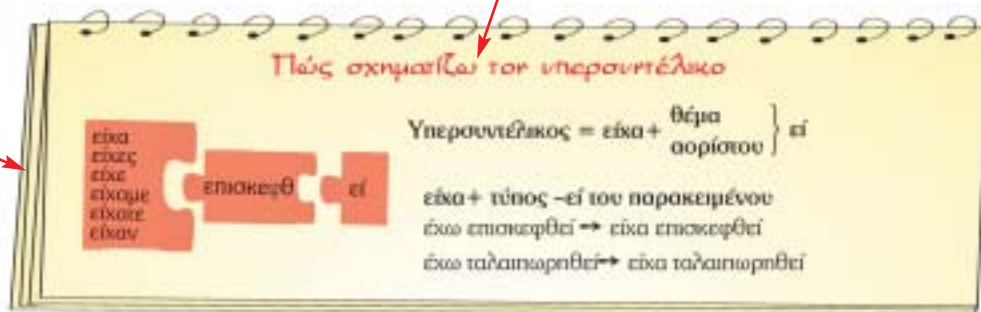 Πώς σχηματίζω τον υπερσυντέλικο
είχα
είχες
είχε
είχαμε
είχατε
είχαν
επισκεφθ
εί
Υπερσυντέλικος = είχα + θέμα αορίστου } εί
είχα + τύπος –εί του παρακειμένου
έχω επισκεφθεί → είχα επισκεφθεί
έχω ταλαιπωρηθεί → είχα ταλαιπωρηθεί